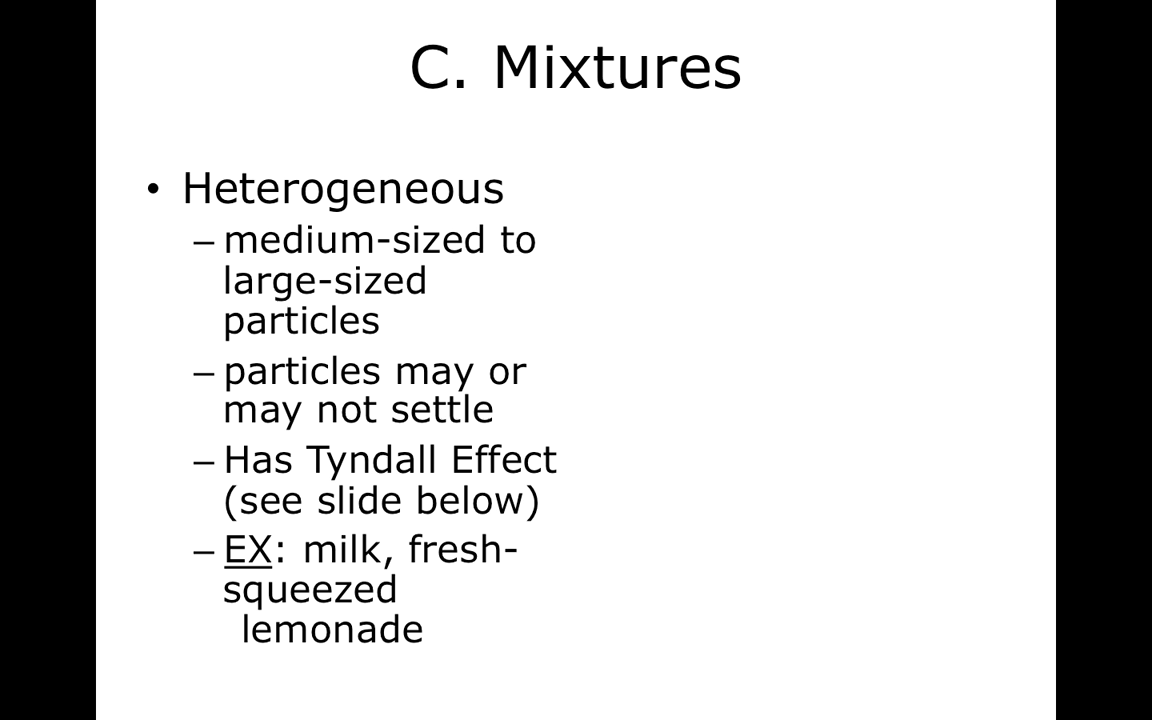 C. Mixtures
• Heterogeneous
– medium-sized to
large-sized
particles
– particles may or
may not settle
– Has Tyndall Effect
(see slide below)
– EX: milk, fresh-
squeezed
lemonade